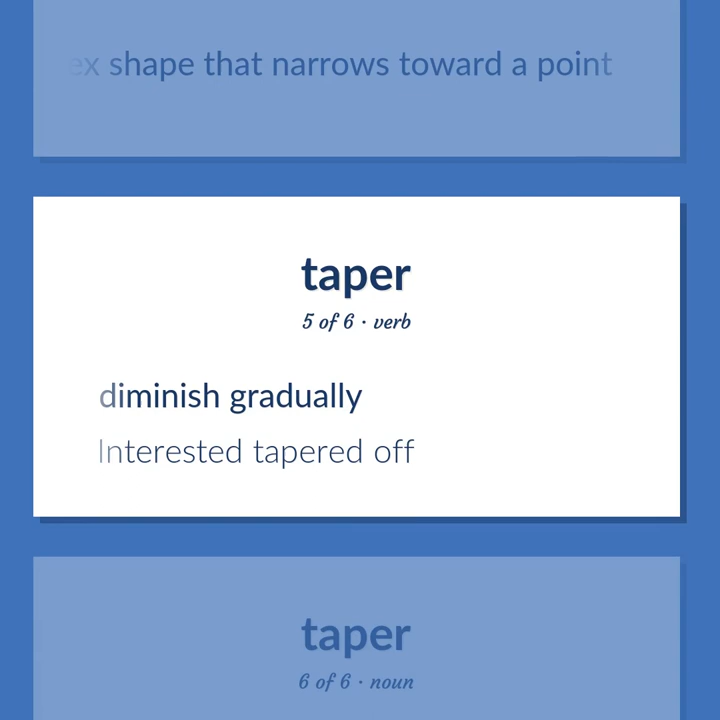 ex shape that narrows toward a point
taper
5 of 6 · verb
diminish gradually
Interested tapered off
taper
6 of 6 · noun